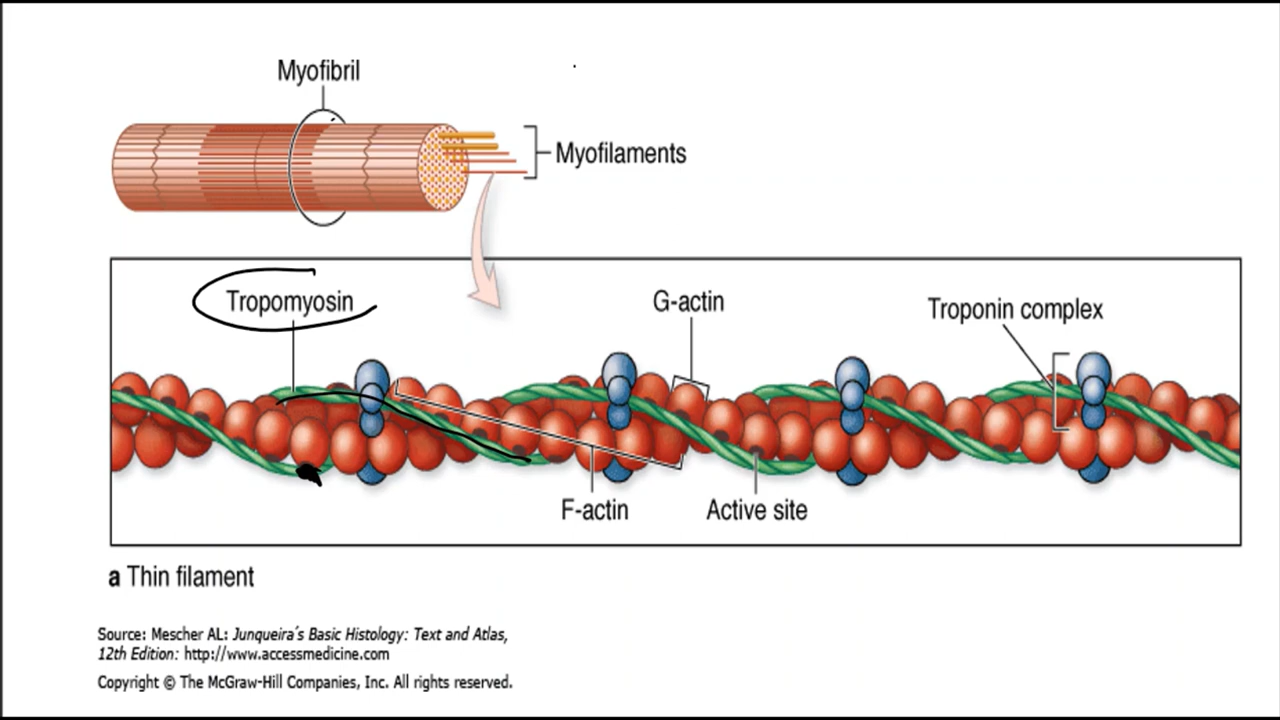 Myofibril
Myofilaments
Tropomyosin
G-actin
Troponin complex
F-actin
Active site
a Thin filament
Source: Mescher AL: Junqueira´s Basic Histology: Text and Atlas,
12th Edition: http://www.accessmedicine.com
Copyright © The McGraw-Hill Companies, Inc. All rights reserved.